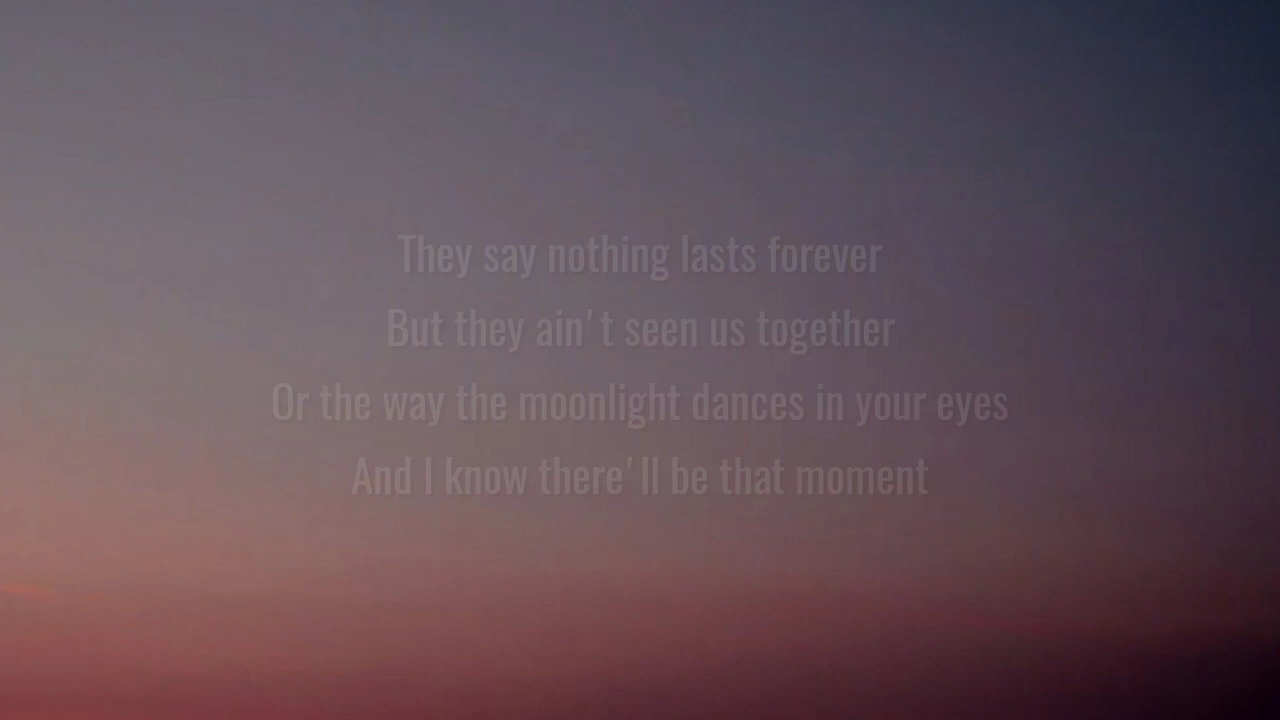 They say nothing lasts forever
But they ain't seen us together
Or the way the moonlight dances in your eyes
And I know there'll be that moment